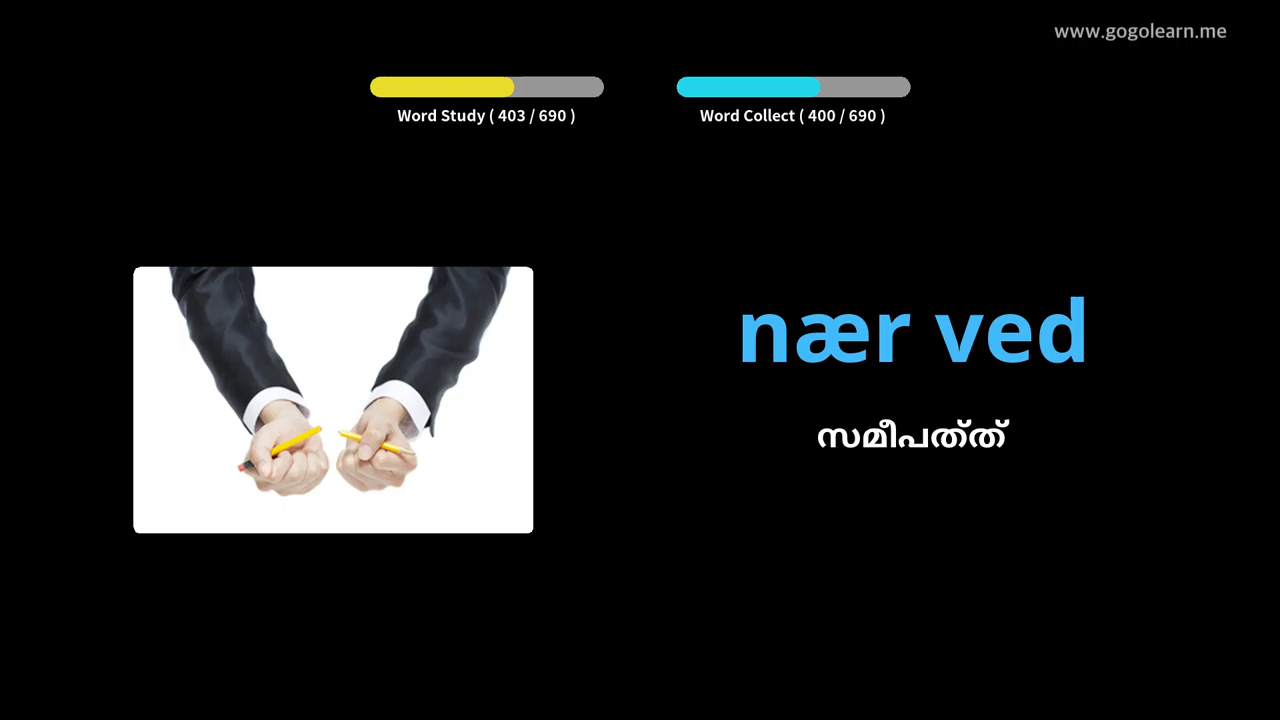 www.gogolearn.me
Word Study ( 403 / 690 )
Word Collect ( 400 / 690 )
nær ved
സമീപത്ത്